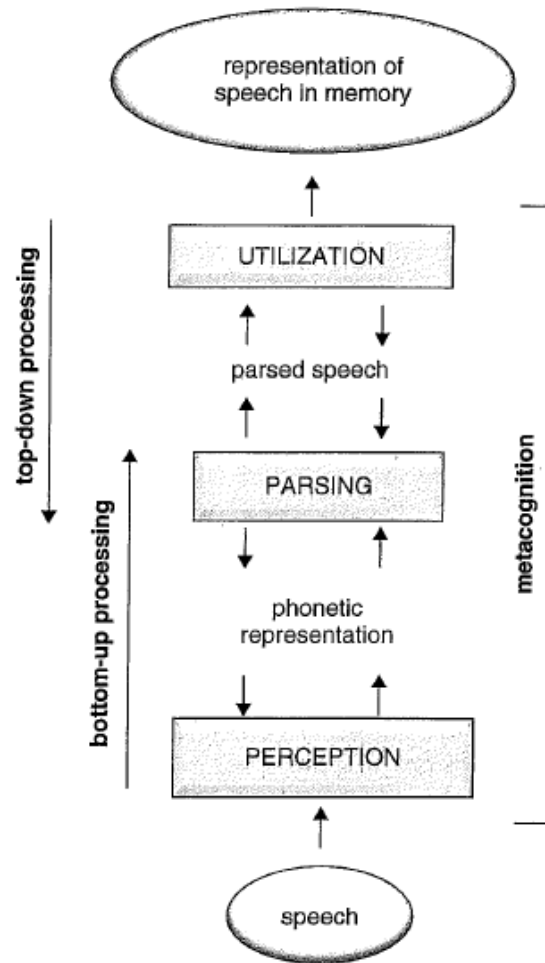 representation of
speech in memory
UTILIZATION
parsed speech
PARSING
phonetic
representation
PERCEPTION
speech
top-down processing
bottom-up processing
metacognition